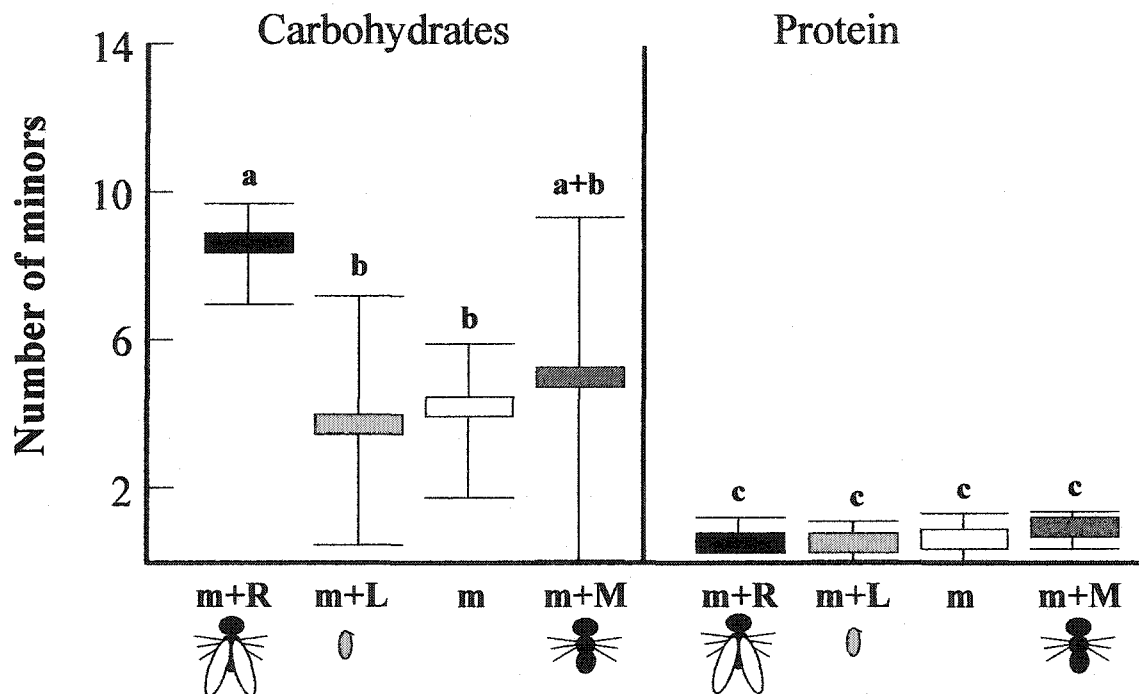 Carbohydrates Protein
Number of minors
14
10
6
2
a
b
b
a+b
c
c
c
c
m+R m+L m m+M m+R m+L m m+M